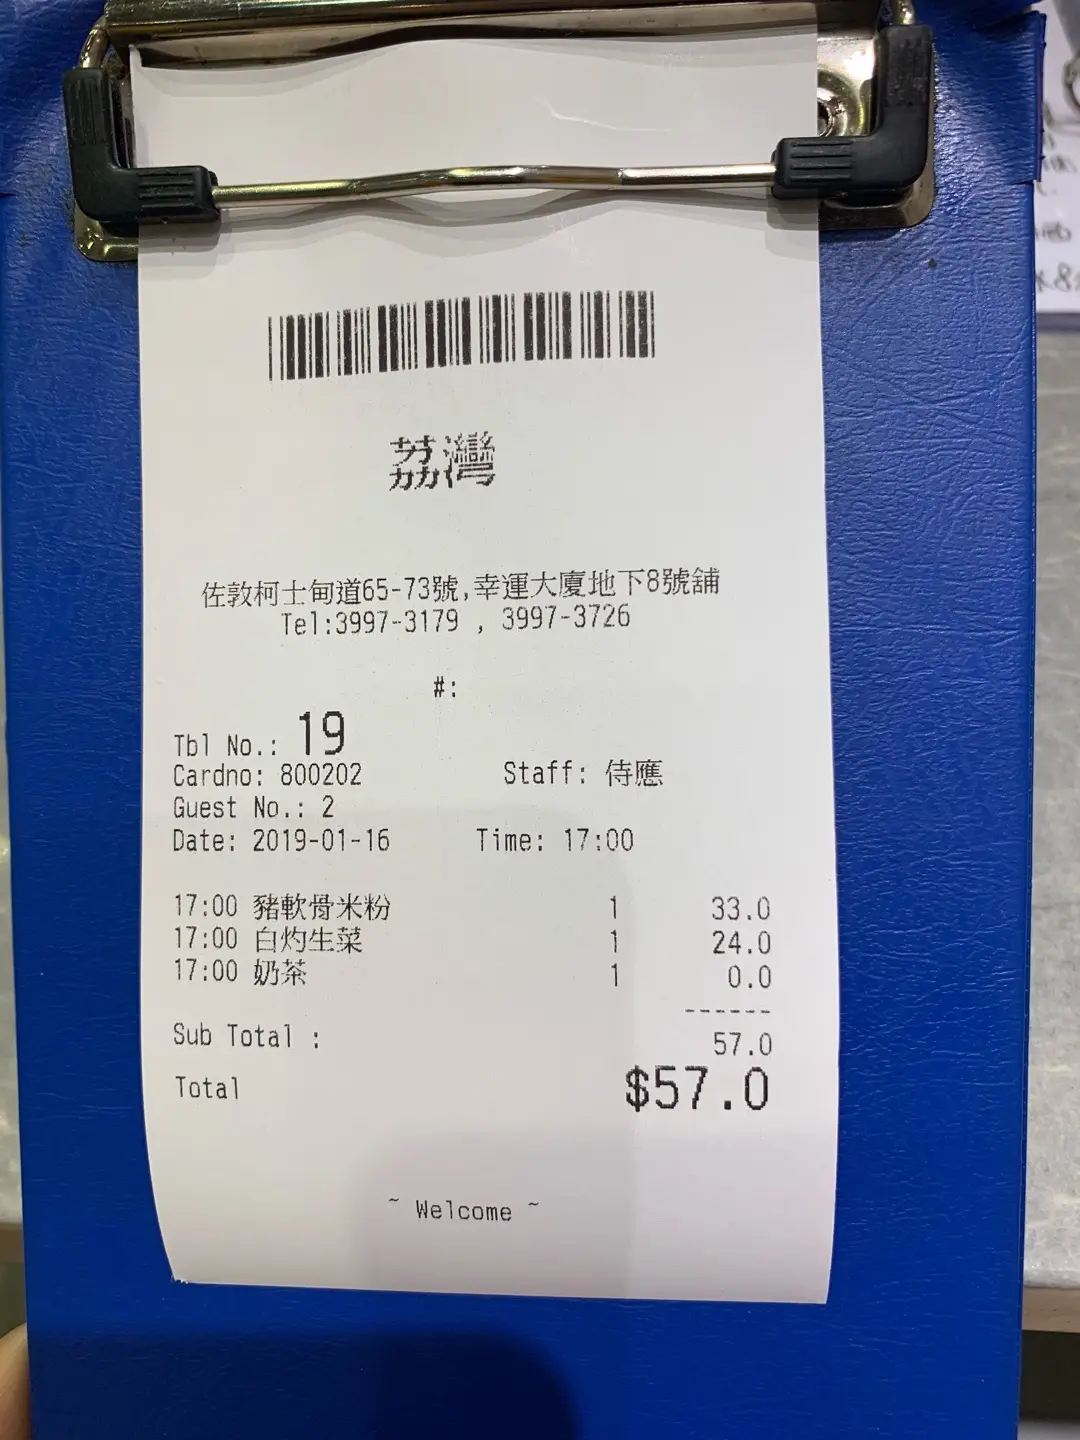 荔灣
佐敦柯士甸道65-73號,幸運大廈地下8號舖
Tel:3997-3179 , 3997-3726
#:
Tbl No.: 19
Cardno: 800202 Staff: 侍應
Guest No.: 2
Date: 2019-01-16 Time: 17:00
17:00 豬軟骨米粉 1 33.0
17:00 白灼生菜 1 24.0
17:00 奶茶 1 0.0
------
Sub Total : 57.0
Total $57.0
~ Welcome ~